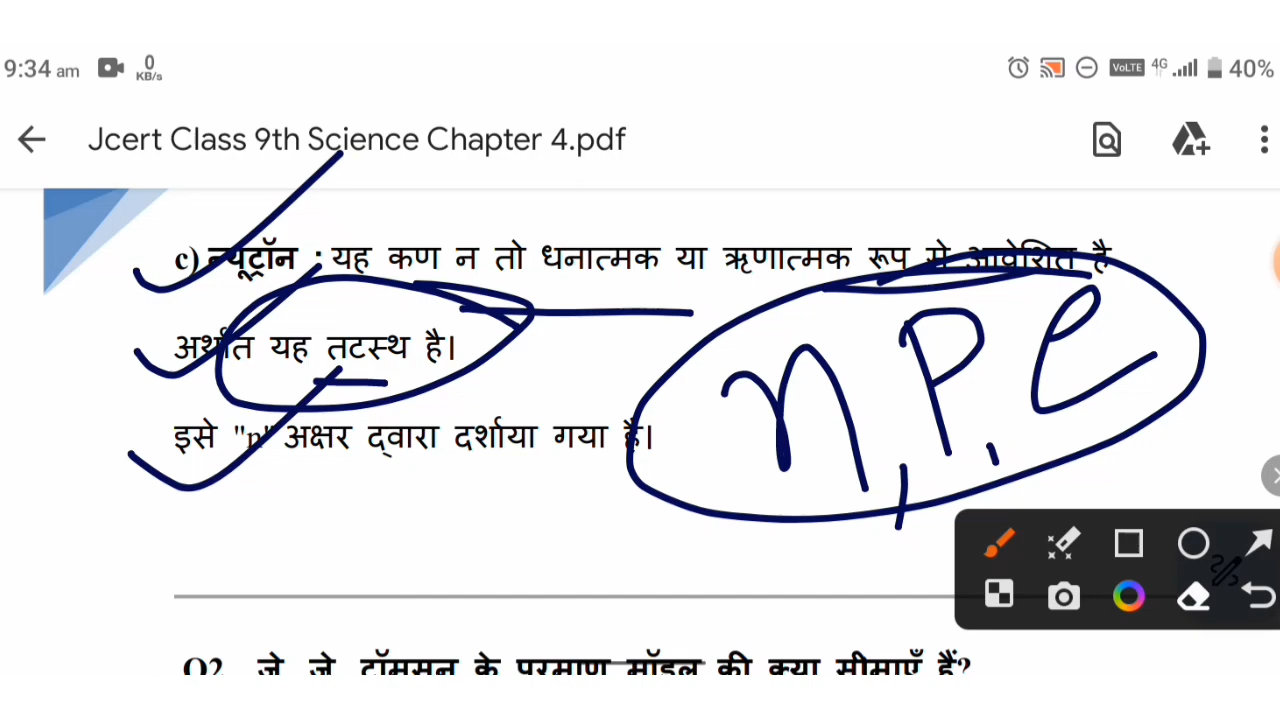 9:34 am 0 KB/s VoLTE 4G 40%
Jcert Class 9th Science Chapter 4.pdf
c) न्यूट्रॉन : यह कण न तो धनात्मक या ऋणात्मक रूप से आवेशित है
अर्थात यह तटस्थ है।
इसे "n" अक्षर द्वारा दर्शाया गया है।
n, P, e
Q2. जे. जे. टॉमसन के परमाणु मॉडल की क्या सीमाएँ हैं?